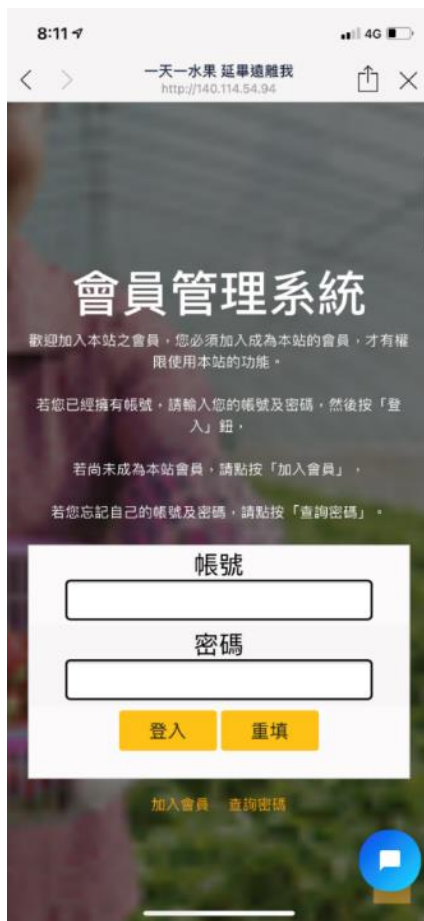 8:11
4G
一天一水果 延畢遠離我
http://140.114.54.94
會員管理系統
歡迎加入本站之會員，您必須加入成為本站的會員，才有權
限使用本站的功能。
若您已經擁有帳號，請輸入您的帳號及密碼，然後按「登
入」鈕，
若尚未成為本站會員，請點按「加入會員」，
若您忘記自己的帳號及密碼，請點按「查詢密碼」。
帳號
密碼
登入 重填
加入會員 查詢密碼